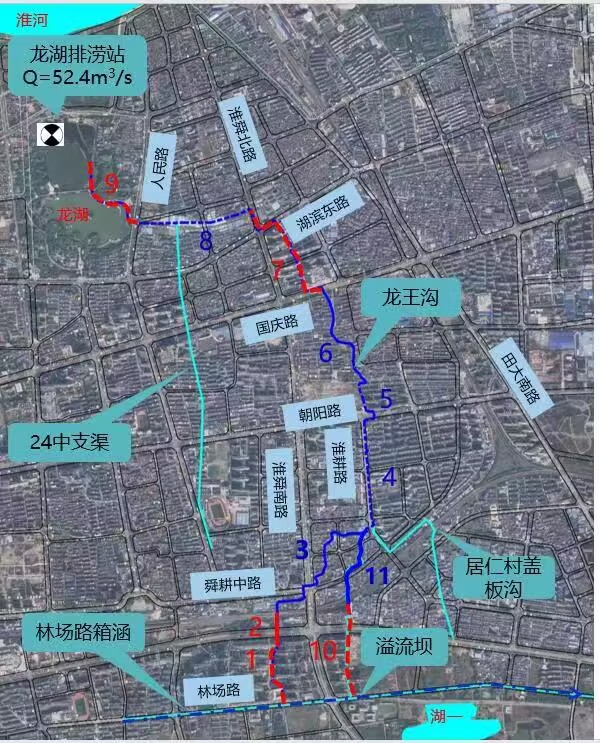 淮河
龙湖排涝站
Q=52.4m³/s
人民路
淮舜北路
9
龙湖
8
湖滨东路
7
国庆路
龙王沟
6
田大南路
5
朝阳路
24中支渠
淮舜南路
淮耕路
4
3
11
居仁村盖
板沟
舜耕中路
林场路箱涵
2
1
10
溢流坝
林场路
湖一